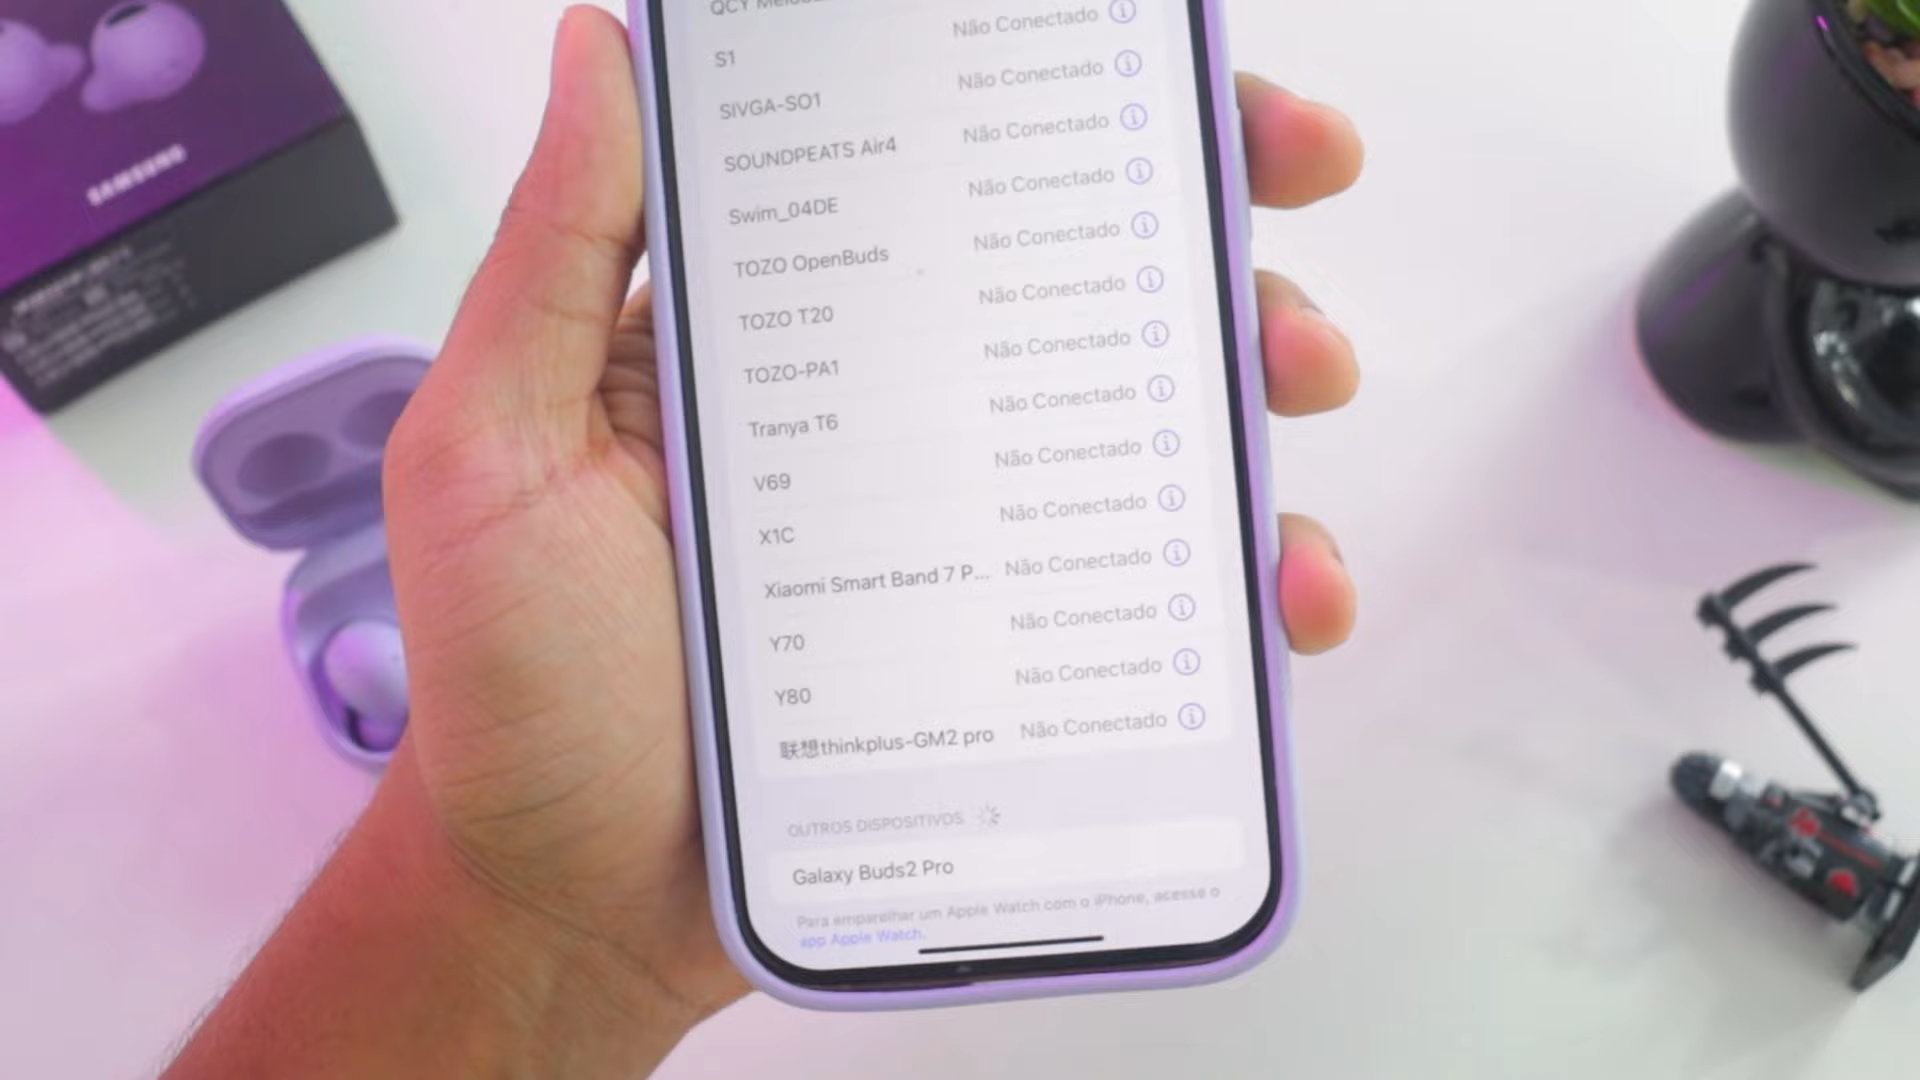 SAMSUNG
QCY
Não Conectado
S1
Não Conectado
SIVGA-SO1
Não Conectado
SOUNDPEATS Air4
Não Conectado
Swim_04DE
Não Conectado
TOZO OpenBuds
Não Conectado
TOZO T20
Não Conectado
TOZO-PA1
Não Conectado
Tranya T6
Não Conectado
V69
Não Conectado
X1C
Não Conectado
Xiaomi Smart Band 7 P...
Não Conectado
Y70
Não Conectado
Y80
Não Conectado
联想thinkplus-GM2 pro
OUTROS DISPOSITIVOS
Galaxy Buds2 Pro
Para emparelhar um Apple Watch com o iPhone, acesse o
app Apple Watch.